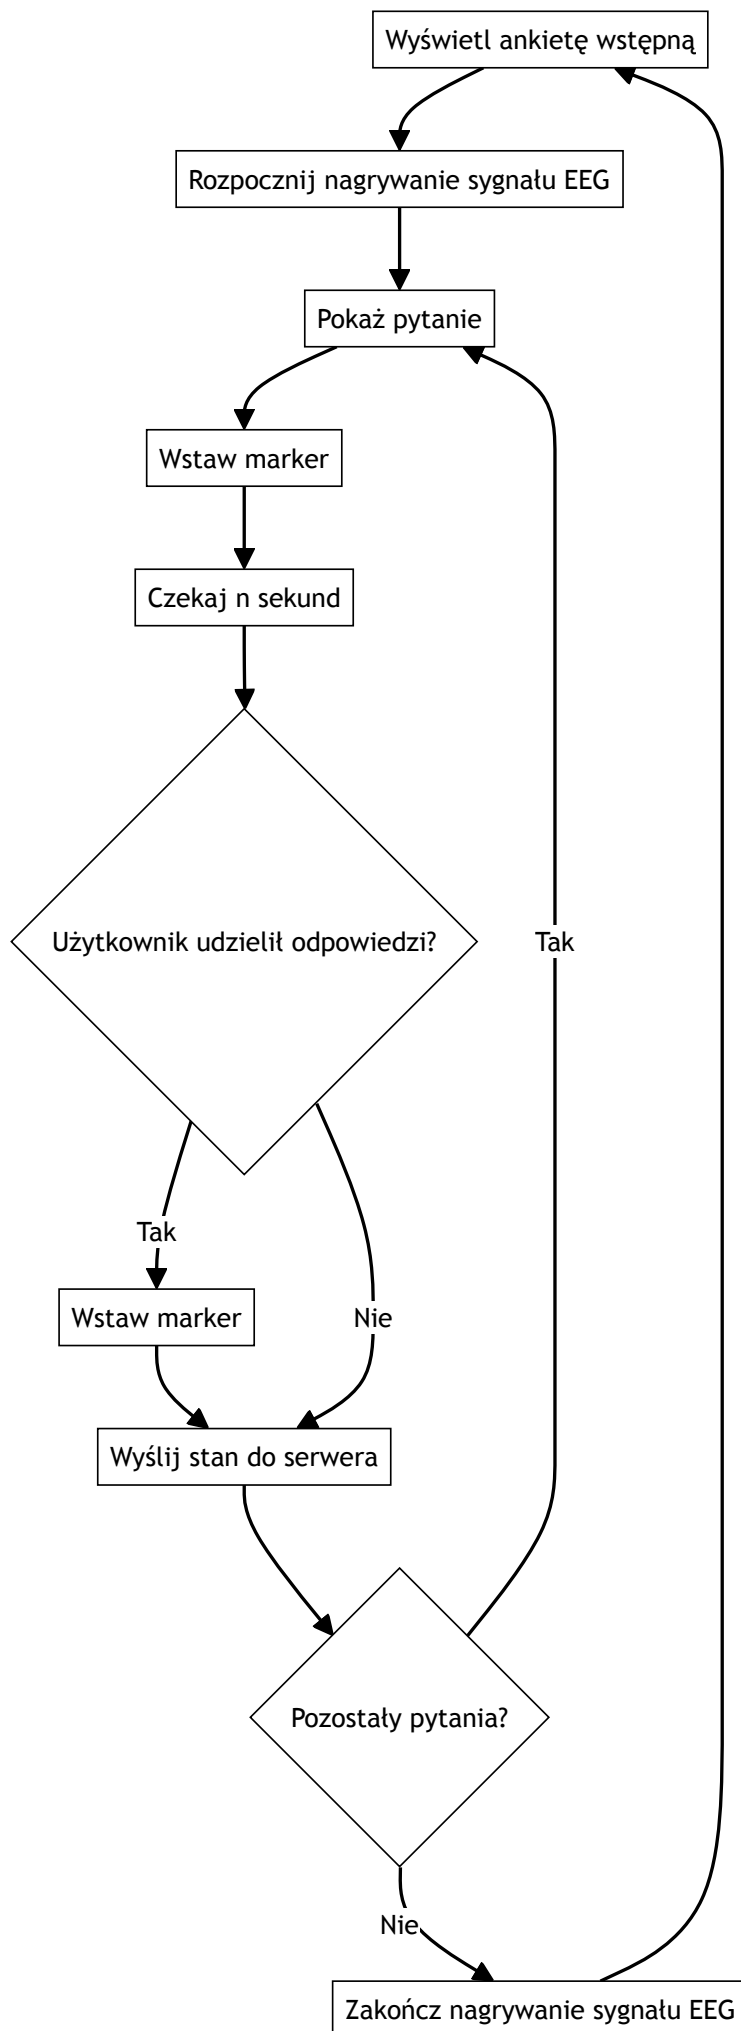 Wyświetl ankietę wstępną
Rozpocznij nagrywanie sygnału EEG
Pokaż pytanie
Wstaw marker
Czekaj n sekund
Użytkownik udzielił odpowiedzi?
Tak
Tak
Wstaw marker
Nie
Wyślij stan do serwera
Pozostały pytania?
Nie
Zakończ nagrywanie sygnału EEG